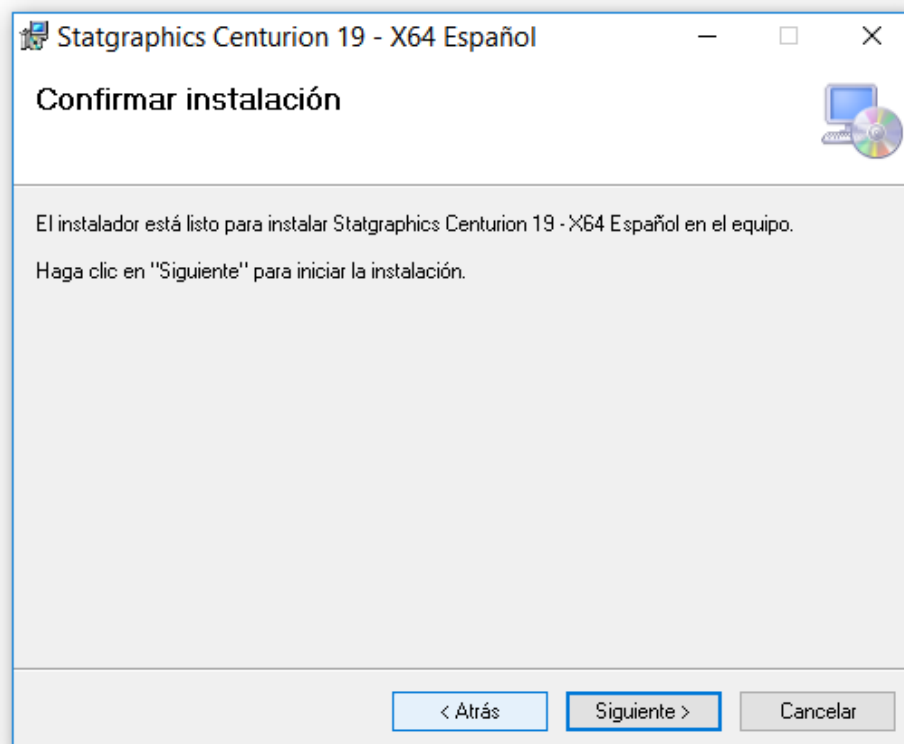 Statgraphics Centurion 19 - X64 Español
Confirmar instalación
El instalador está listo para instalar Statgraphics Centurion 19 - X64 Español en el equipo.
Haga clic en "Siguiente" para iniciar la instalación.
< Atrás
Siguiente >
Cancelar